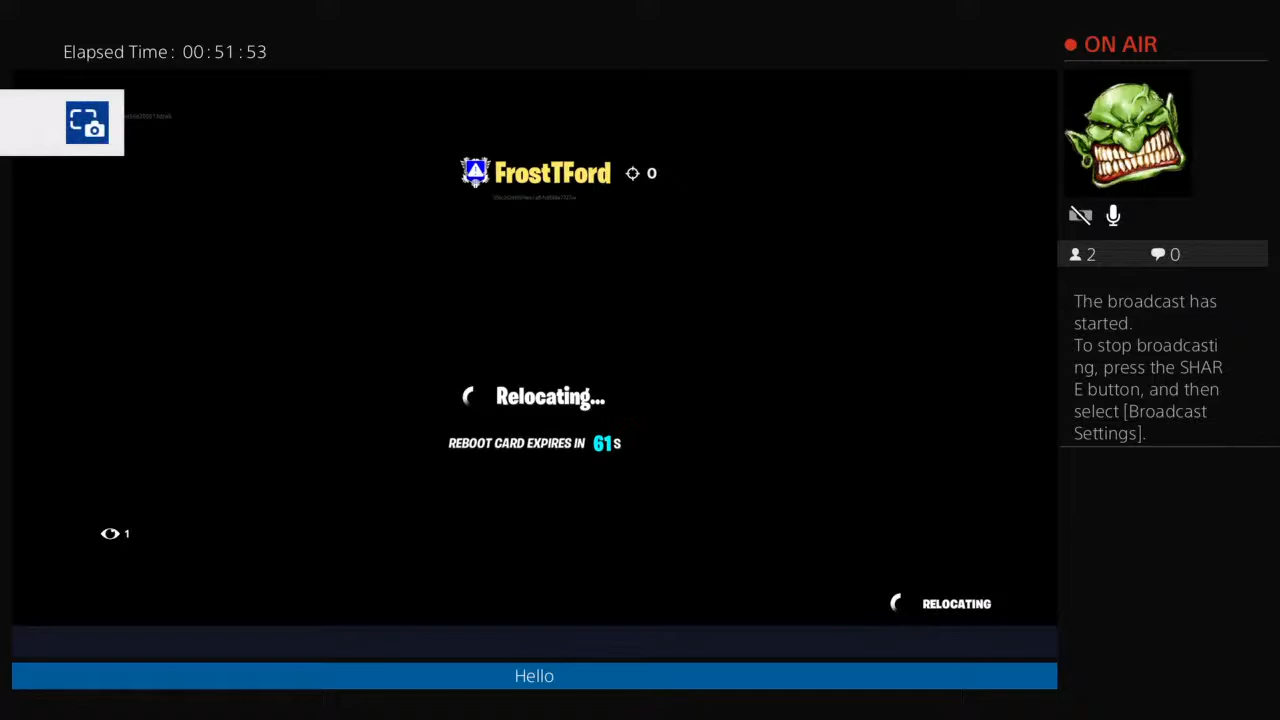 Elapsed Time: 00:51:53
ON AIR
FrostTFord 0
2 0
The broadcast has
started.
To stop broadcasti
ng, press the SHAR
E button, and then
select [Broadcast
Settings].
Relocating...
REBOOT CARD EXPIRES IN 61s
1
RELOCATING
Hello